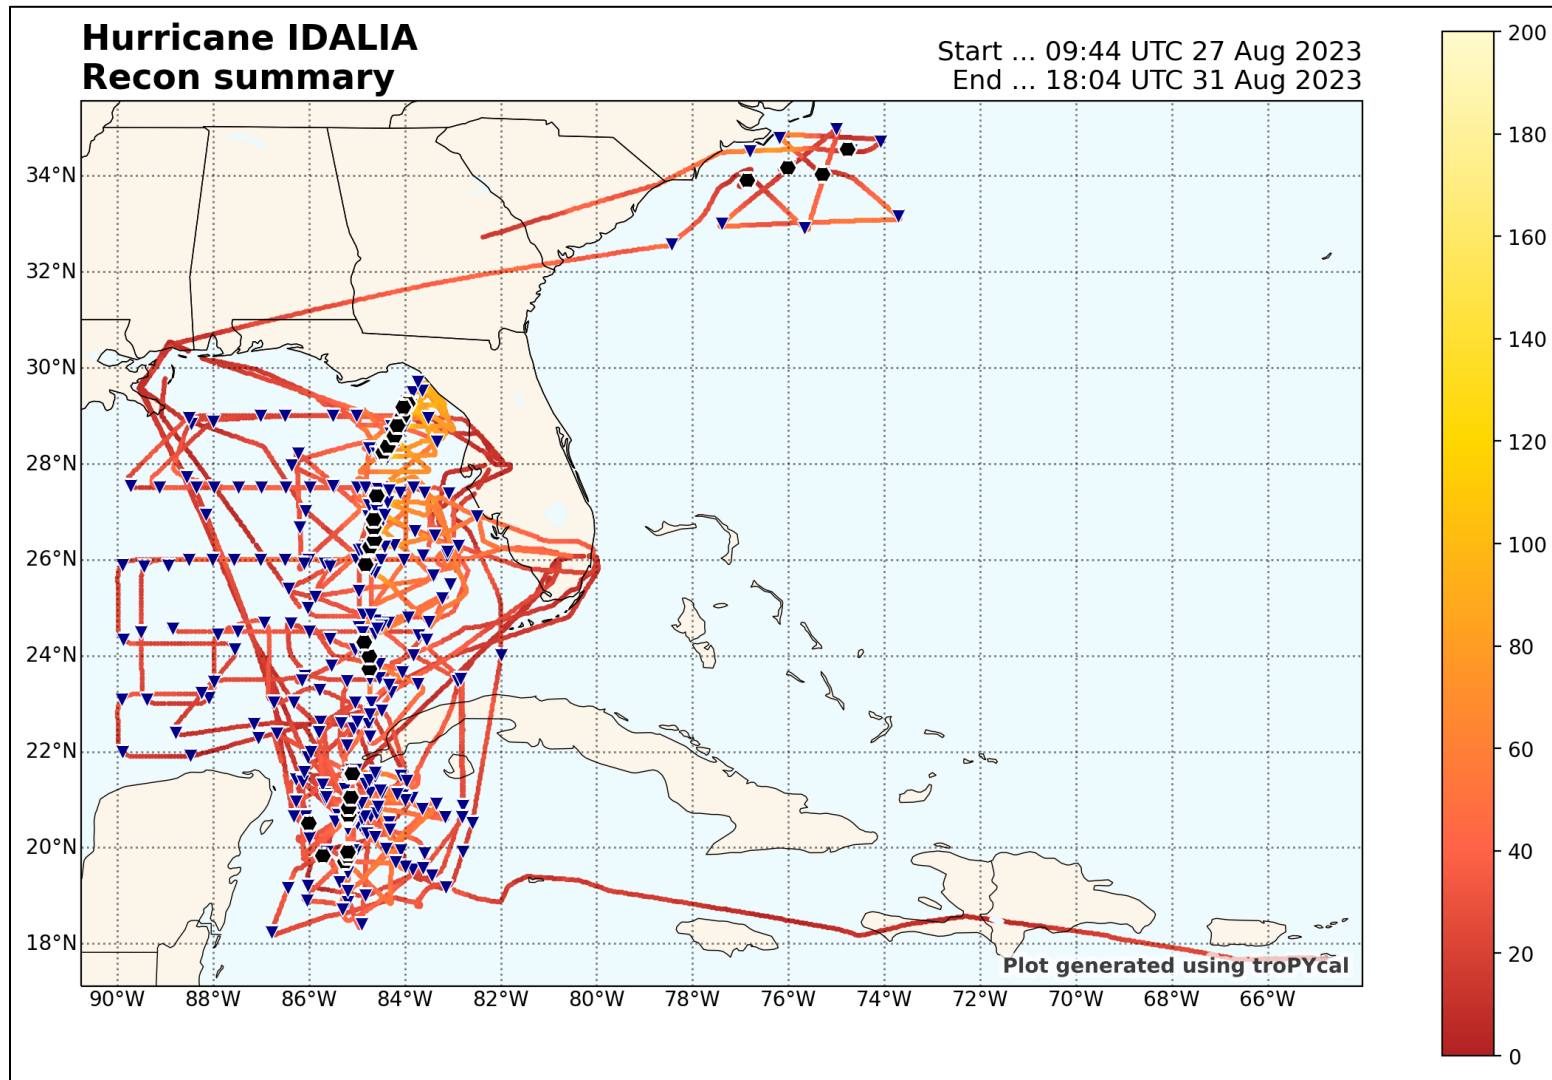 Hurricane IDALIA
Recon summary
Start ... 09:44 UTC 27 Aug 2023
End ... 18:04 UTC 31 Aug 2023
200
180
160
140
120
100
80
60
40
20
0
34°N
32°N
30°N
28°N
26°N
24°N
22°N
20°N
18°N
Plot generated using troPYcal
90°W 88°W 86°W 84°W 82°W 80°W 78°W 76°W 74°W 72°W 70°W 68°W 66°W